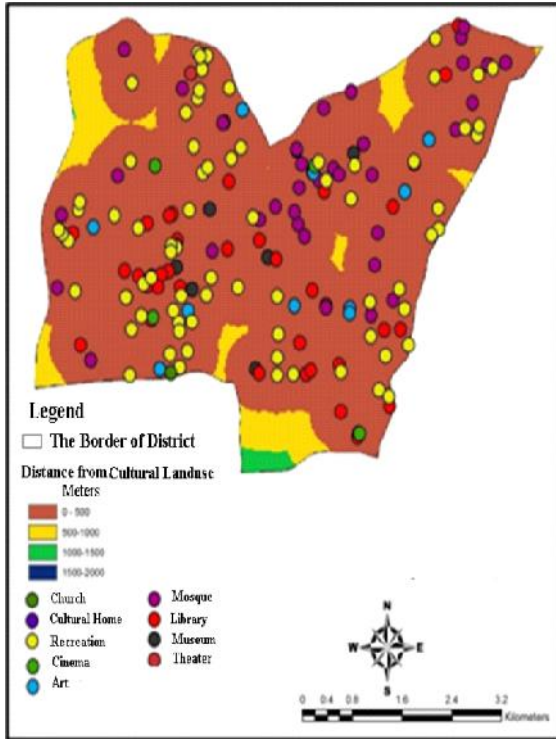 Legend
The Border of District
Distance from Cultural Landuse
Meters
0 - 500
500-1000
1000-1500
1500-2000
Church
Cultural Home
Recreation
Cinema
Art
Mosque
Library
Museum
Theater
N
W E
S
0 0.4 0.8 1.6 2.4 3.2
Kilometers